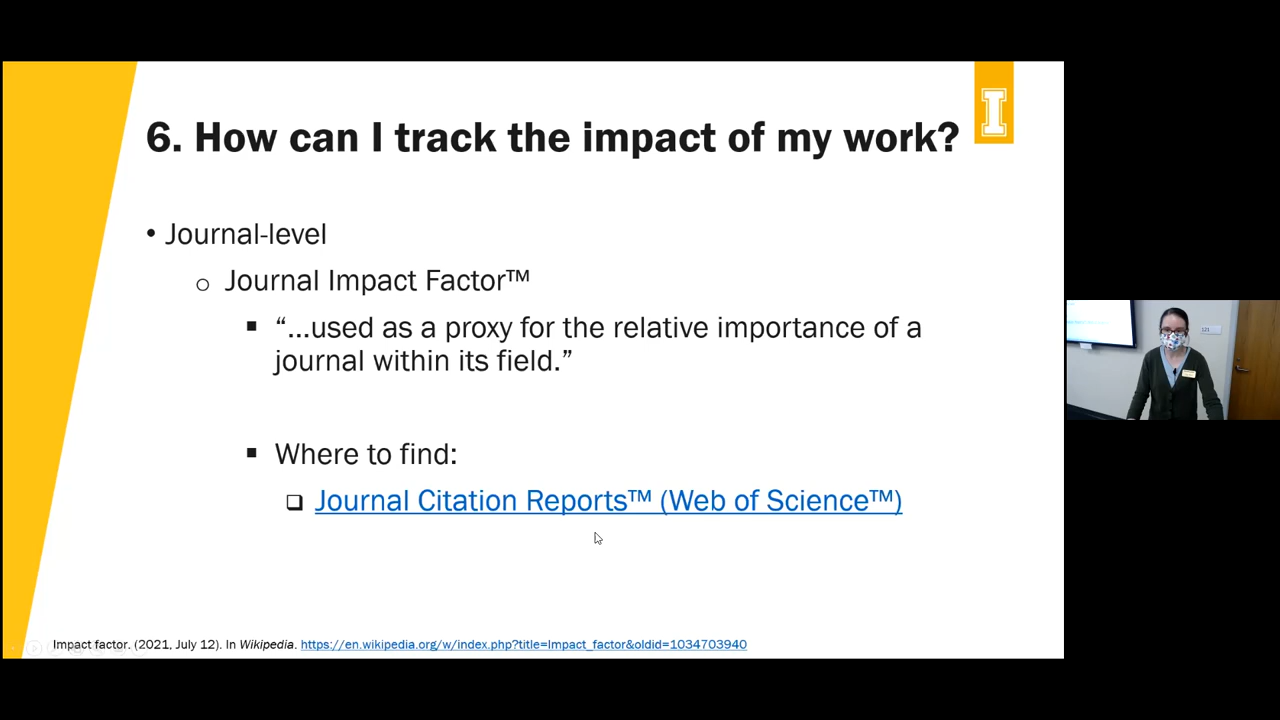 6. How can I track the impact of my work?
I
• Journal-level
o Journal Impact Factor™
▪ “...used as a proxy for the relative importance of a
journal within its field.”
▪ Where to find:
❑ Journal Citation Reports™ (Web of Science™)
Impact factor. (2021, July 12). In Wikipedia. https://en.wikipedia.org/w/index.php?title=Impact_factor&oldid=1034703940